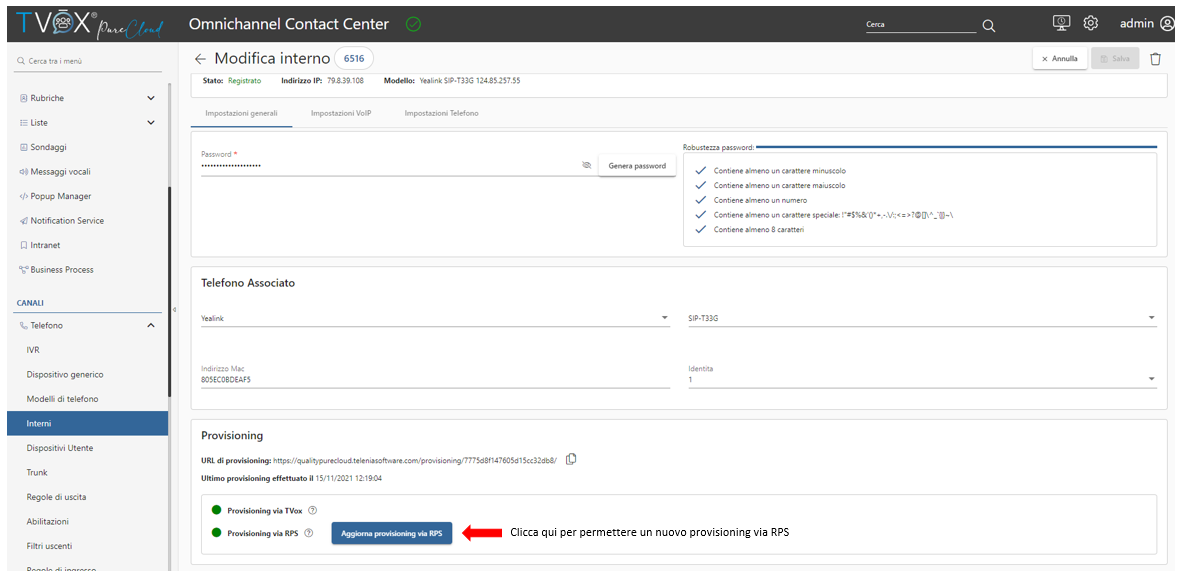 TVOX® PureCloud
Omnichannel Contact Center
Cerca
admin
Cerca tra i menù
Rubriche
Liste
Sondaggi
Messaggi vocali
Popup Manager
Notification Service
Intranet
Business Process
CANALI
Telefono
IVR
Dispositivo generico
Modelli di telefono
Interni
Dispositivi Utente
Trunk
Regole di uscita
Abilitazioni
Filtri uscenti
Regole di ingresso
Modifica interno 6516
Annulla
Salva
Stato: Registrato Indirizzo IP: 79.8.39.108 Modello: Yealink SIP-T33G 124.85.257.55
Impostazioni generali Impostazioni VoIP Impostazioni Telefono
Password *
••••••••••••••••••••
Genera password
Robustezza password:
Contiene almeno un carattere minuscolo
Contiene almeno un carattere maiuscolo
Contiene almeno un numero
Contiene almeno un carattere speciale:
Contiene almeno 8 caratteri
Telefono Associato
Yealink
SIP-T33G
Indirizzo Mac
805EC0BDEAF5
Identita
1
Provisioning
URL di provisioning: https://qualitypurecloud.teleniasoftware.com/provisioning/7775d8f147605d15cc32db8/
Ultimo provisioning effettuato il 15/11/2021 12:19:04
Provisioning via TVox
Provisioning via RPS
Aggiorna provisioning via RPS
Clicca qui per permettere un nuovo provisioning via RPS